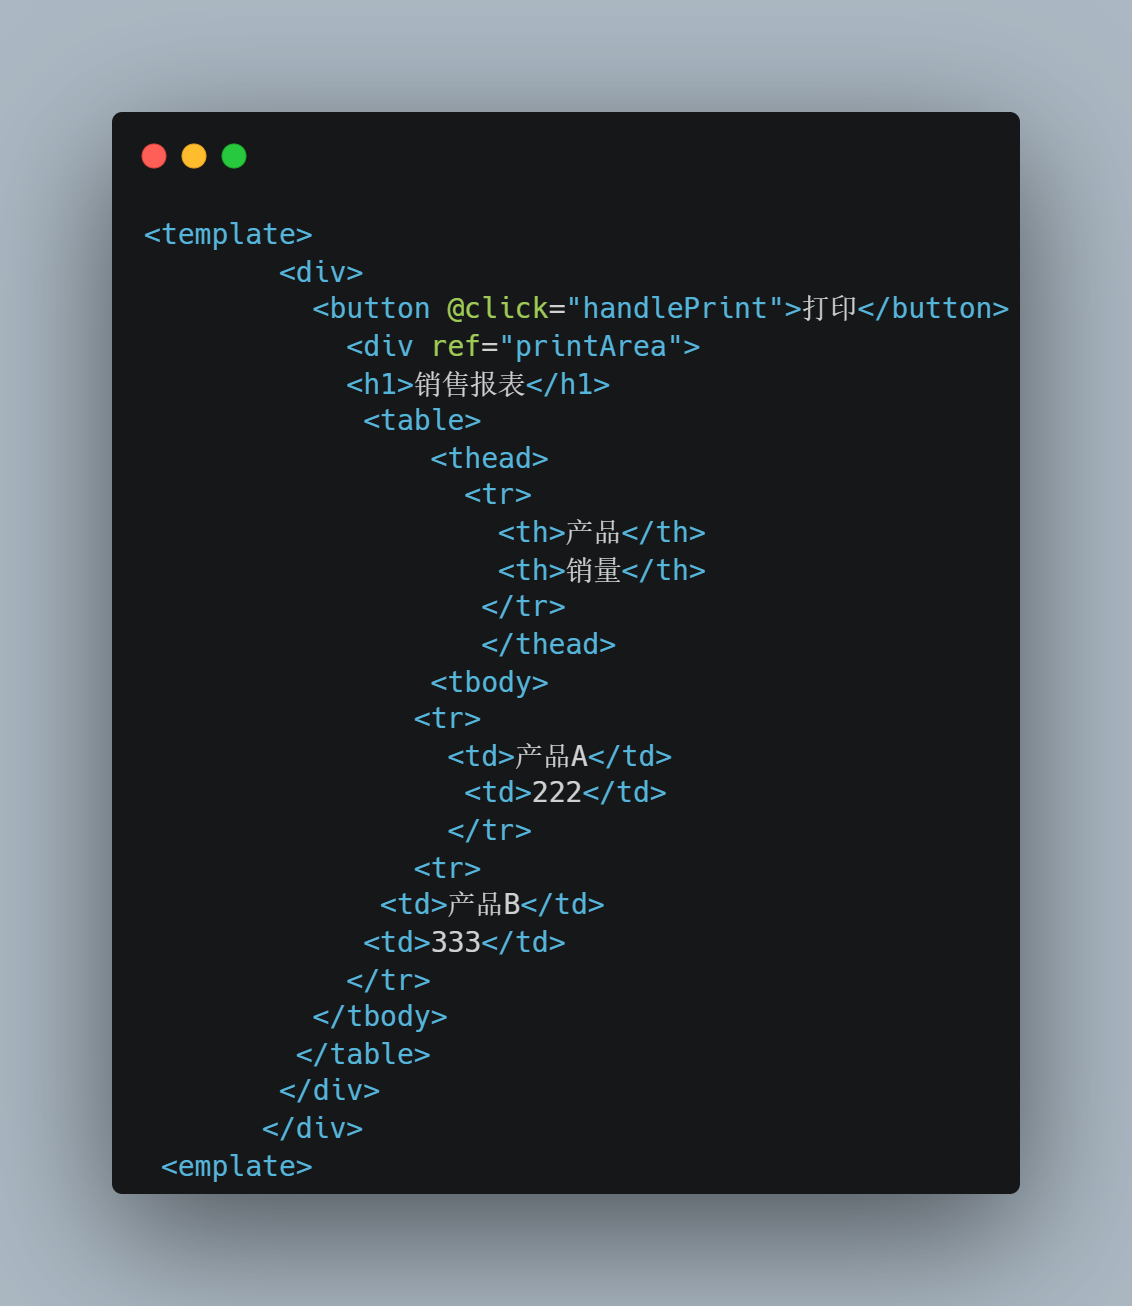 <template>
<div>
<button @click="handlePrint">打印</button>
<div ref="printArea">
<h1>销售报表</h1>
<table>
<thead>
<tr>
<th>产品</th>
<th>销量</th>
</tr>
</thead>
<tbody>
<tr>
<td>产品A</td>
<td>222</td>
</tr>
<tr>
<td>产品B</td>
<td>333</td>
</tr>
</tbody>
</table>
</div>
</div>
<emplate>